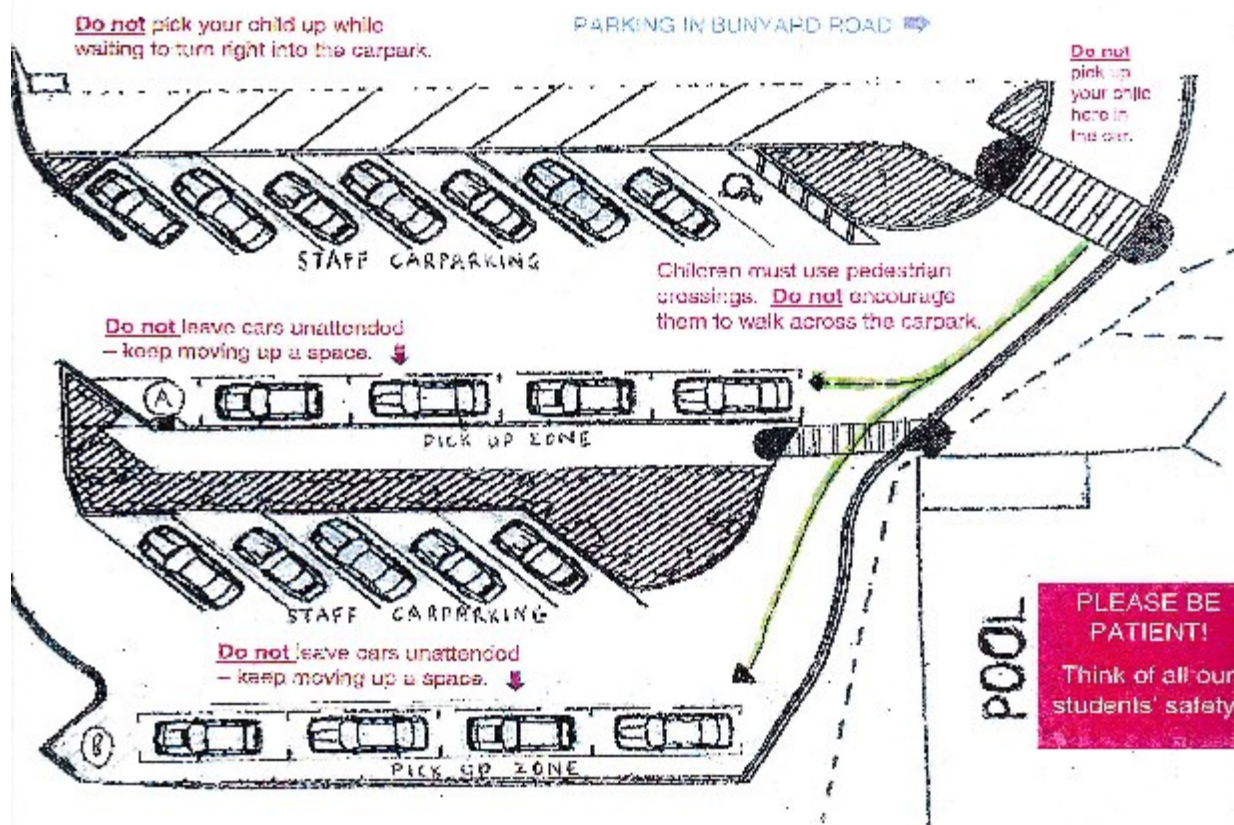 Do not pick your child up while
waiting to turn right into the carpark.
PARKING IN BUNYARD ROAD
Do not
pick up
your child
here in
the car.
STAFF CARPARKING
Children must use pedestrian
crossings. Do not encourage
them to walk across the carpark.
Do not leave cars unattended
– keep moving up a space.
A
PICK UP ZONE
STAFF CARPARKING
Do not leave cars unattended
– keep moving up a space.
B
PICK UP ZONE
POOL
PLEASE BE
PATIENT!
Think of all our
students' safety